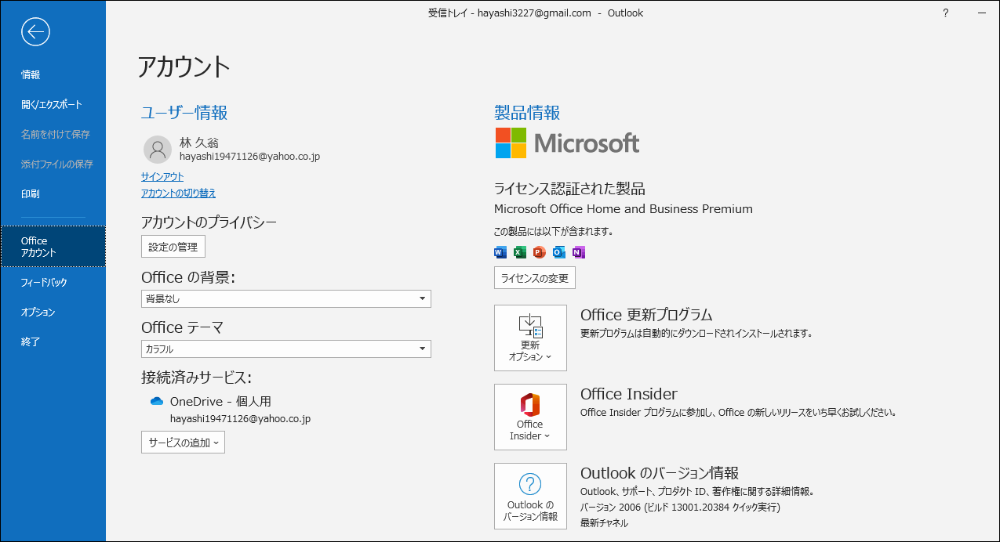 受信トレイ - hayashi3227@gmail.com - Outlook
?
情報
開く/エクスポート
名前を付けて保存
添付ファイルの保存
印刷
Office
アカウント
フィードバック
オプション
終了
アカウント
ユーザー情報
林 久翁
hayashi19471126@yahoo.co.jp
サインアウト
アカウントの切り替え
アカウントのプライバシー
設定の管理
Office の背景:
背景なし
Office テーマ
カラフル
接続済みサービス:
OneDrive - 個人用
hayashi19471126@yahoo.co.jp
サービスの追加
製品情報
Microsoft
ライセンス認証された製品
Microsoft Office Home and Business Premium
この製品には以下が含まれます。
W X P O N
ライセンスの変更
更新
オプション
Office 更新プログラム
更新プログラムは自動的にダウンロードされインストールされます。
Office
Insider
Office Insider
Office Insider プログラムに参加し、Office の新しいリリースをいち早くお試しください。
?
Outlook の
バージョン情報
Outlook のバージョン情報
Outlook、サポート、プロダクト ID、著作権に関する詳細情報。
バージョン 2006 (ビルド 13001.20384 クイック実行)
最新チャネル